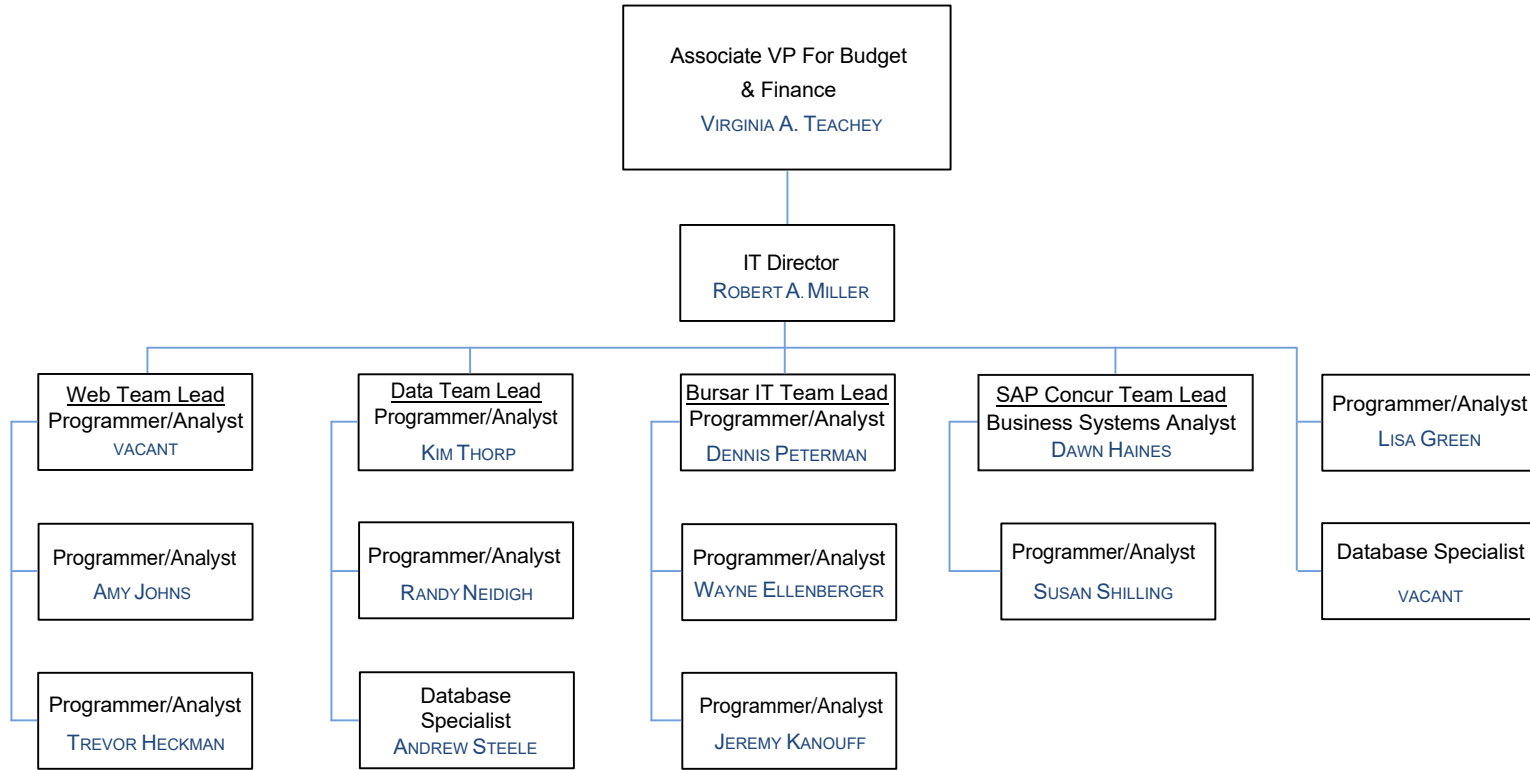 Associate VP For Budget
& Finance
VIRGINIA A. TEACHEY
IT Director
ROBERT A. MILLER
Web Team Lead
Programmer/Analyst
VACANT
Data Team Lead
Programmer/Analyst
KIM THORP
Bursar IT Team Lead
Programmer/Analyst
DENNIS PETERMAN
SAP Concur Team Lead
Business Systems Analyst
DAWN HAINES
Programmer/Analyst
LISA GREEN
Programmer/Analyst
AMY JOHNS
Programmer/Analyst
RANDY NEIDIGH
Programmer/Analyst
WAYNE ELLENBERGER
Programmer/Analyst
SUSAN SHILLING
Database Specialist
VACANT
Programmer/Analyst
TREVOR HECKMAN
Database
Specialist
ANDREW STEELE
Programmer/Analyst
JEREMY KANOUFF